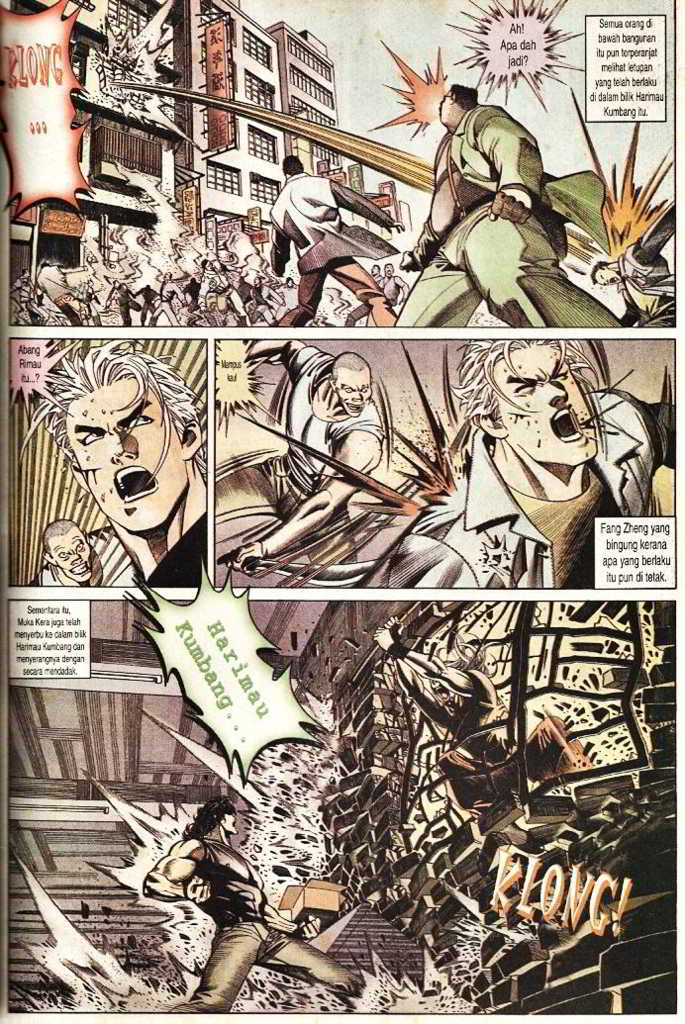 KLONG
...
Ah!
Apa dah
jadi?
Semua orang di
bawah bangunan
itu pun terperanjat
melihat letupan
yang telah berlaku
di dalam bilik Harimau
Kumbang itu.
Abang
Rimau
itu...?
Mampus
kau!
Fang Zheng yang
bingung kerana
apa yang berlaku
itu pun di tetak.
Sementara itu,
Muka Kera juga telah
menyerbu ke dalam bilik
Harimau Kumbang dan
menyerangnya dengan
secara mendadak.
Harimau
Kumbang...
KLONG!